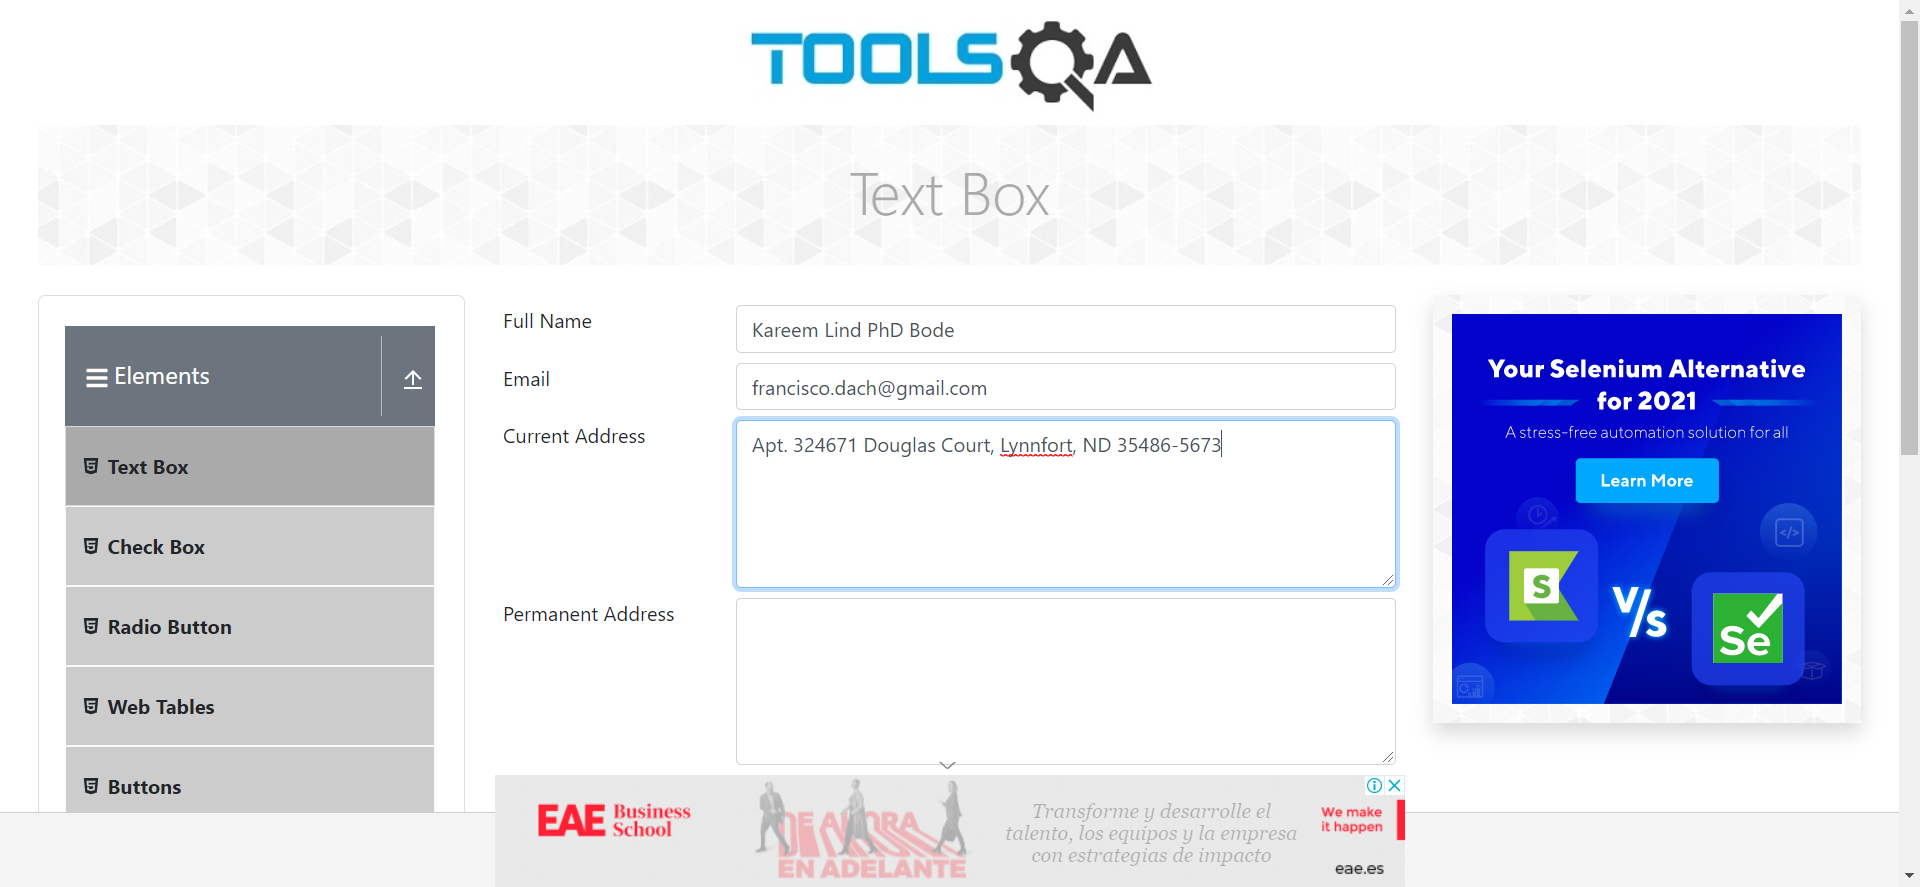 TOOLSQA
Text Box
Elements
Text Box
Check Box
Radio Button
Web Tables
Buttons
Full Name
Kareem Lind PhD Bode
Email
francisco.dach@gmail.com
Current Address
Apt. 324671 Douglas Court, Lynnfort, ND 35486-5673
Permanent Address
Your Selenium Alternative
for 2021
A stress-free automation solution for all
Learn More
S
V/s
Se
</>
EAE Business
School
DE AHORA
EN ADELANTE
Transforme y desarrolle el
talento, los equipos y la empresa
con estrategias de impacto
We make
it happen
eae.es